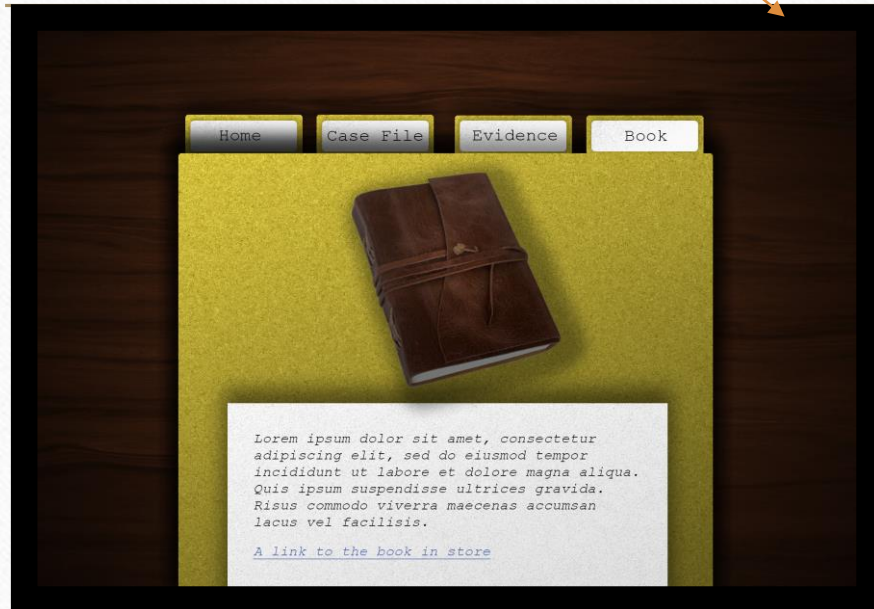 Home
Case File
Evidence
Book
Lorem ipsum dolor sit amet, consectetur
adipiscing elit, sed do eiusmod tempor
incididunt ut labore et dolore magna aliqua.
Quis ipsum suspendisse ultrices gravida.
Risus commodo viverra maecenas accumsan
lacus vel facilisis.
A link to the book in store